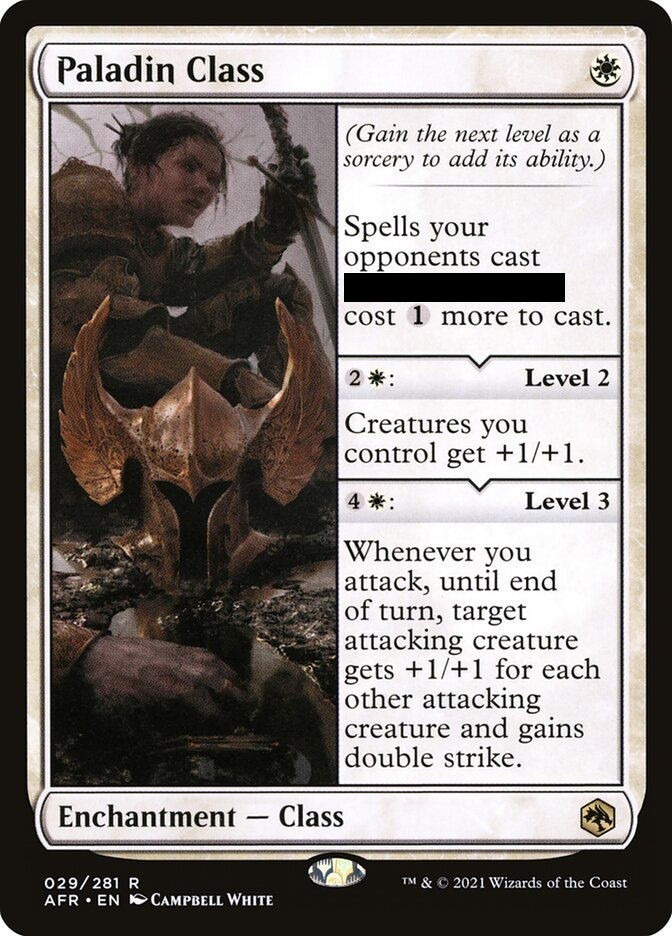 Paladin Class
(Gain the next level as a
sorcery to add its ability.)
Spells your
opponents cast
cost 1 more to cast.
2 : Level 2
Creatures you
control get +1/+1.
4 : Level 3
Whenever you
attack, until end
of turn, target
attacking creature
gets +1/+1 for each
other attacking
creature and gains
double strike.
Enchantment — Class
029/281 R
AFR • EN Campbell White
™ & © 2021 Wizards of the Coast